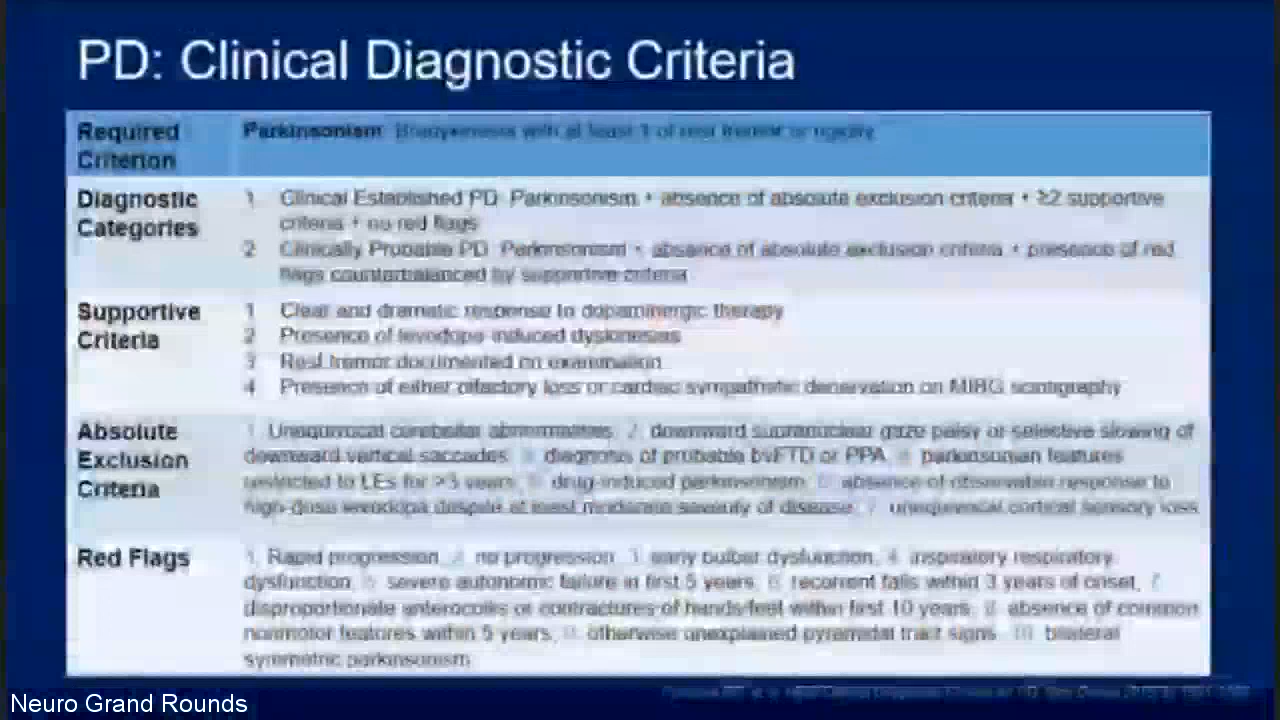 PD: Clinical Diagnostic Criteria
Required
Criterion
Parkinsonism Bradykinesia with at least 1 of rest tremor or rigidity
Diagnostic
Categories
1 Clinical Established PD Parkinsonism + absence of absolute exclusion criteria + ≥2 supportive
criteria + no red flags
2 Clinically Probable PD Parkinsonism + absence of absolute exclusion criteria + presence of red
flags counterbalanced by supportive criteria
Supportive
Criteria
1 Clear and dramatic response to dopaminergic therapy
2 Presence of levodopa-induced dyskinesias
3 Rest tremor documented on examination
4 Presence of either olfactory loss or cardiac sympathetic denervation on MIBG scintigraphy
Absolute
Exclusion
Criteria
1. Unequivocal cerebellar abnormalities, 2. downward supranuclear gaze palsy or selective slowing of
downward vertical saccades diagnosis of probable bvFTD or PPA, parkinsonian features
restricted to LEs for >3 years, drug-induced parkinsonism, absence of observable response to
high-dose levodopa despite at least moderate severity of disease, 7. unequivocal cortical sensory loss
Red Flags
1. Rapid progression, 2. no progression, 3. early bulbar dysfunction, 4. inspiratory respiratory
dysfunction, severe autonomic failure in first 5 years, 6. recurrent falls within 3 years of onset, 7.
disproportionate anterocollis or contractures of hands/feet within first 10 years, 8. absence of common
nonmotor features within 5 years, otherwise unexplained pyramidal tract signs 10. bilateral
symmetric parkinsonism
Neuro Grand Rounds